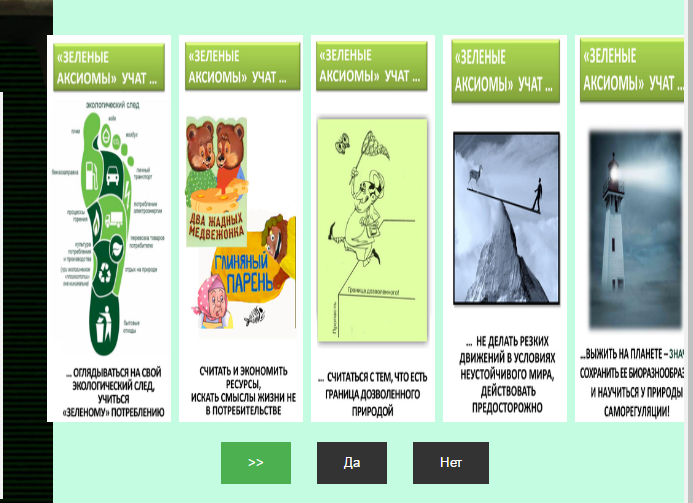 «ЗЕЛЕНЫЕ
АКСИОМЫ» УЧАТ ...
экологический след
вода
почва
воздух
бензозаправка
личный
транспорт
потребление
электроэнергии
процессы
горения
перевозка товаров
потребителю
культура
потребления
и производства
отдых на природе
бытовые
отходы
... ОГЛЯДЫВАТЬСЯ НА СВОЙ
ЭКОЛОГИЧЕСКИЙ СЛЕД,
УЧИТЬСЯ
«ЗЕЛЕНОМУ» ПОТРЕБЛЕНИЮ
«ЗЕЛЕНЫЕ
АКСИОМЫ» УЧАТ ...
ДВА ЖАДНЫХ
МЕДВЕЖОНКА
ГЛИНЯНЫЙ
ПАРЕНЬ
СЧИТАТЬ И ЭКОНОМИТЬ
РЕСУРСЫ,
ИСКАТЬ СМЫСЛЫ ЖИЗНИ НЕ
В ПОТРЕБИТЕЛЬСТВЕ
«ЗЕЛЕНЫЕ
АКСИОМЫ» УЧАТ ...
Граница дозволенного!
Пропасть
... СЧИТАТЬСЯ С ТЕМ, ЧТО ЕСТЬ
ГРАНИЦА ДОЗВОЛЕННОГО
ПРИРОДОЙ
«ЗЕЛЕНЫЕ
АКСИОМЫ» УЧАТ ...
... НЕ ДЕЛАТЬ РЕЗКИХ
ДВИЖЕНИЙ В УСЛОВИЯХ
НЕУСТОЙЧИВОГО МИРА,
ДЕЙСТВОВАТЬ
ПРЕДОСТОРОЖНО
«ЗЕЛЕНЫЕ
АКСИОМЫ» УЧАТ ...
...ВЫЖИТЬ НА ПЛАНЕТЕ – ЗНА
СОХРАНИТЬ ЕЕ БИОРАЗНООБРАЗ
И НАУЧИТЬСЯ У ПРИРОДЫ
САМОРЕГУЛЯЦИИ!
>>
Да
Нет